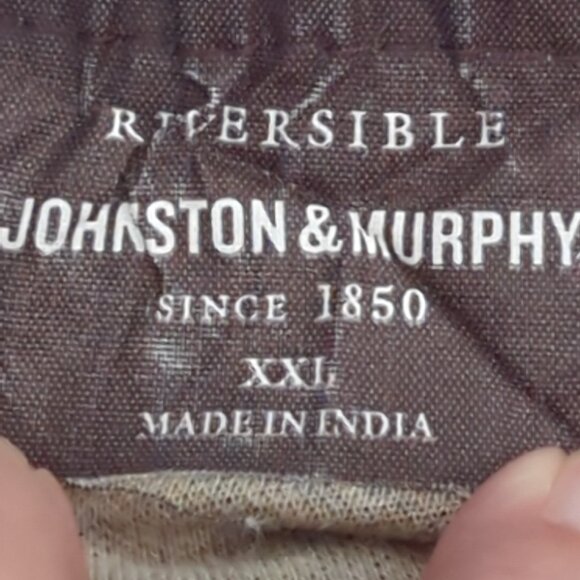 REVERSIBLE
JOHNSTON & MURPHY
SINCE 1850
XXL
MADE IN INDIA